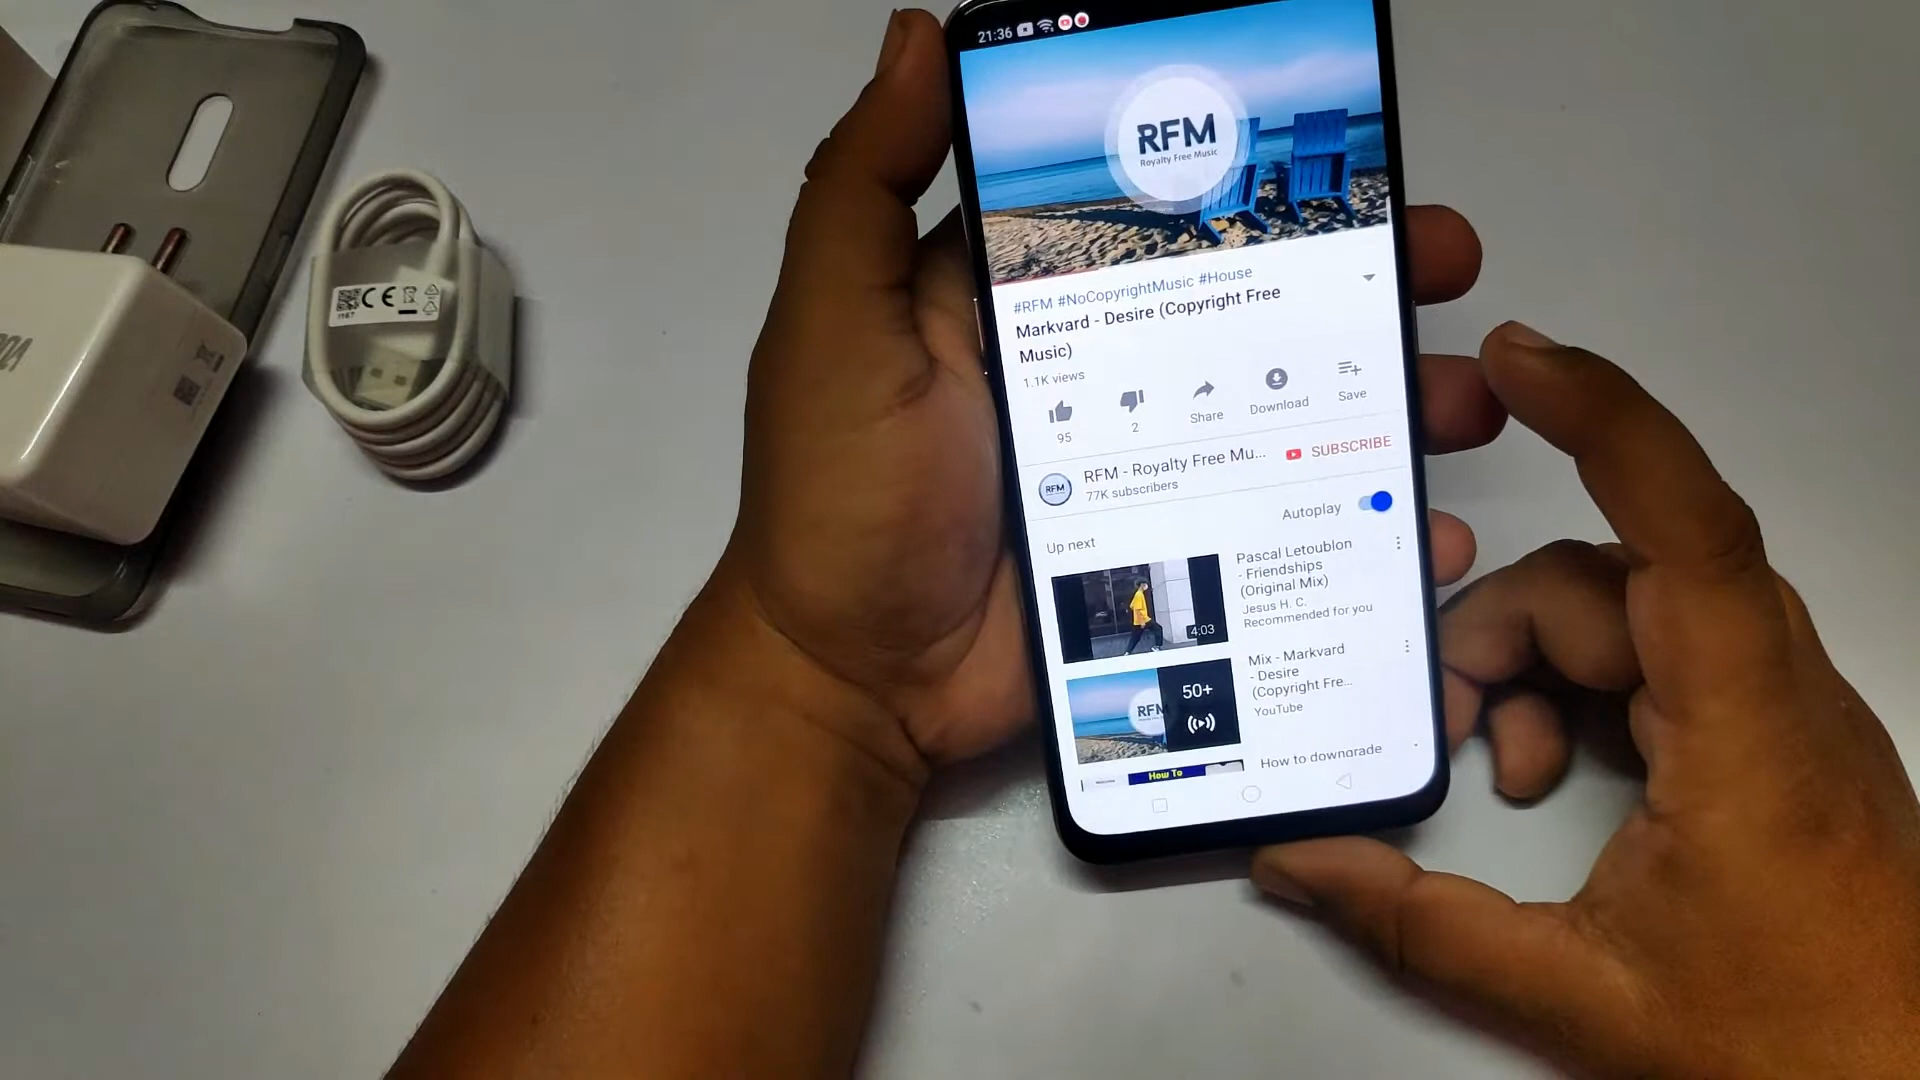 21:36
RFM
Royalty Free Music
#RFM #NoCopyrightMusic #House
Markvard - Desire (Copyright Free
Music)
1.1K views
95
2
Share
Download
Save
RFM
RFM - Royalty Free Mu...
77K subscribers
SUBSCRIBE
Autoplay
Up next
4:03
Pascal Letoublon
- Friendships
(Original Mix)
Jesus H. C.
Recommended for you
RFM
50+
Mix - Markvard
- Desire
(Copyright Fre...
YouTube
How To
How to downgrade
CE